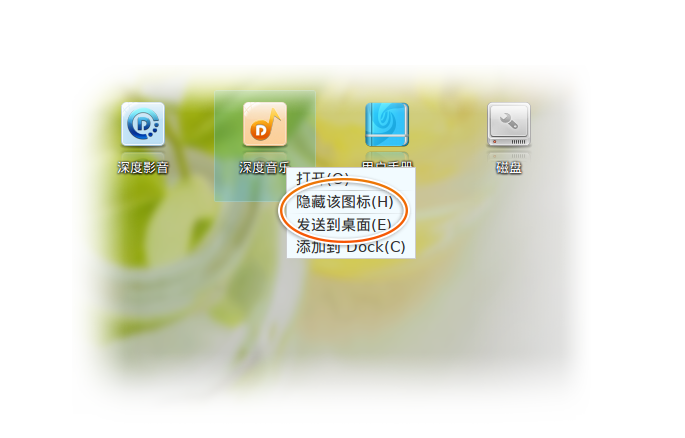 深度影音
深度音乐
用户手册
磁盘
打开(O)
隐藏该图标(H)
发送到桌面(E)
添加到 Dock(C)